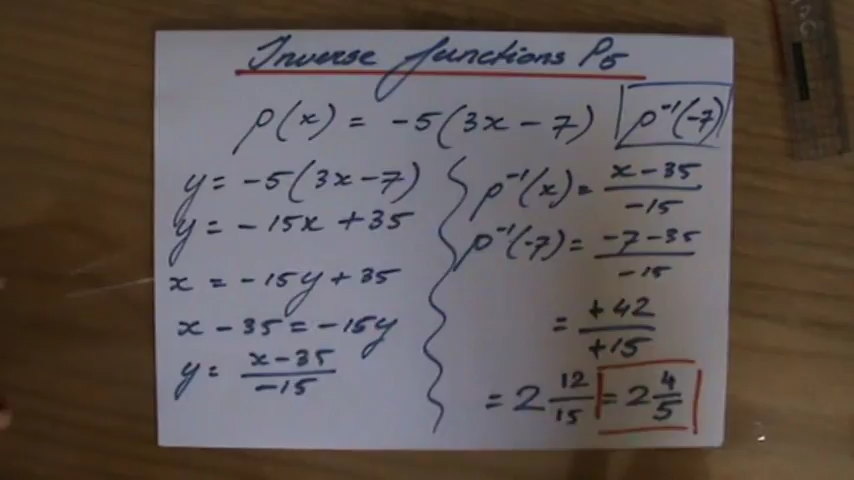 Inverse functions P5
p(x) = -5(3x - 7)
p⁻¹(-7)
y = -5(3x - 7)
y = -15x + 35
x = -15y + 35
x - 35 = -15y
y = (x - 35)/-15
p⁻¹(x) = (x - 35)/-15
p⁻¹(-7) = (-7 - 35)/-15
= +42/+15
= 2 12/15 = 2 4/5